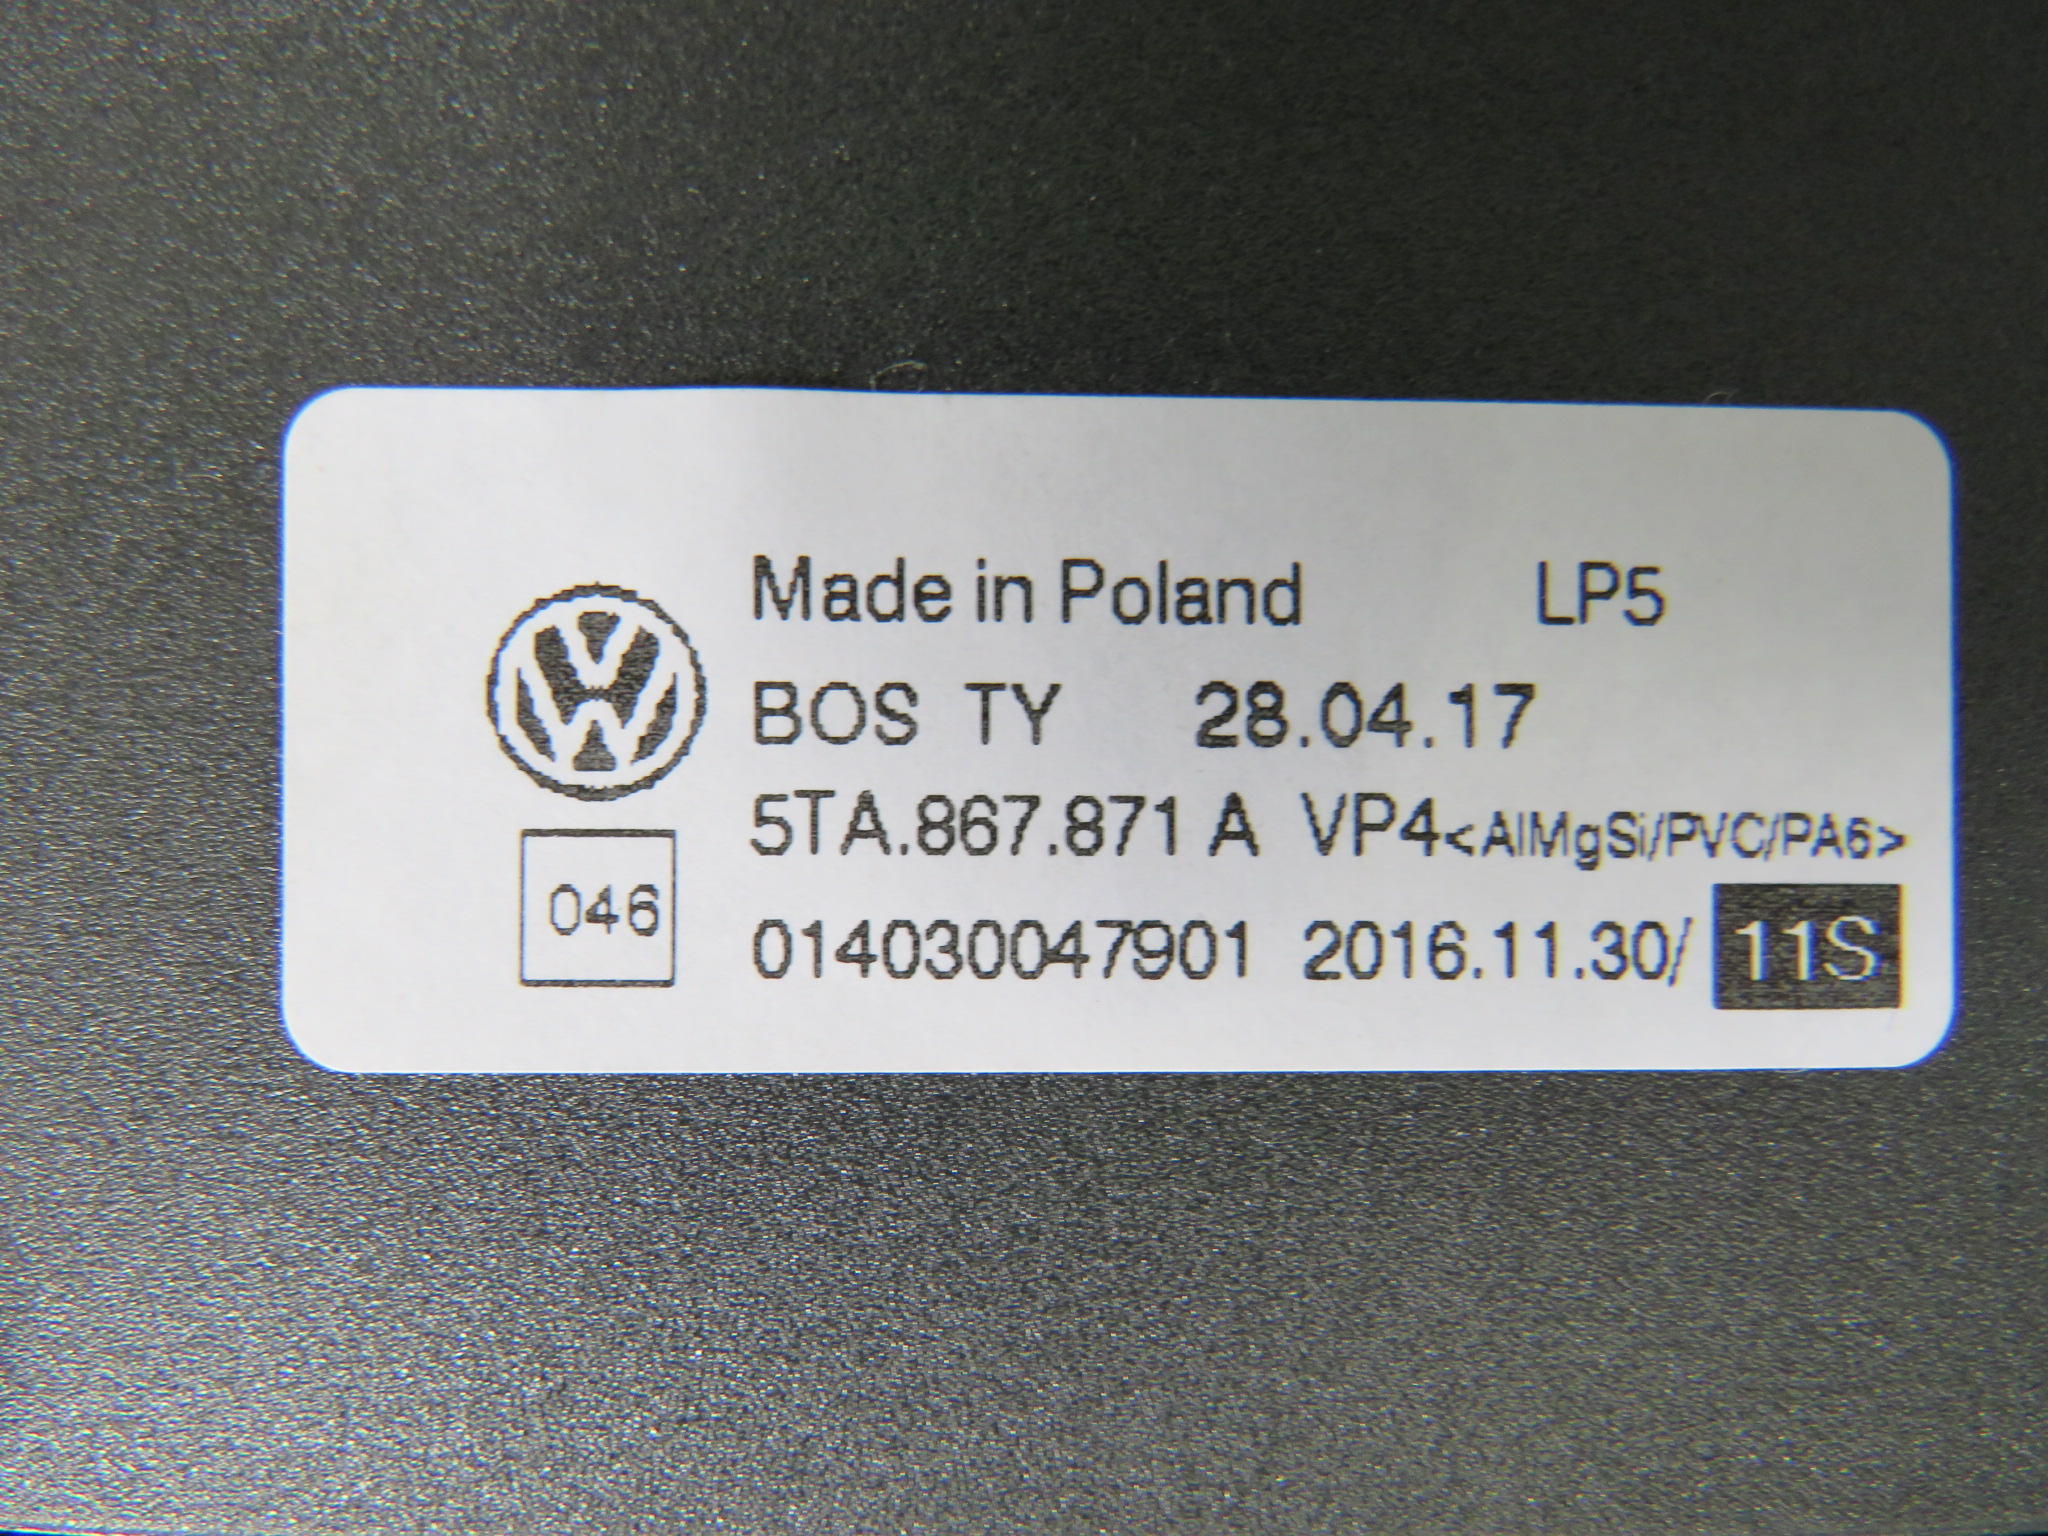 Made in Poland LP5
BOS TY 28.04.17
5TA.867.871 A VP4<AlMgSi/PVC/PA6>
046
014030047901 2016.11.30/ 11S